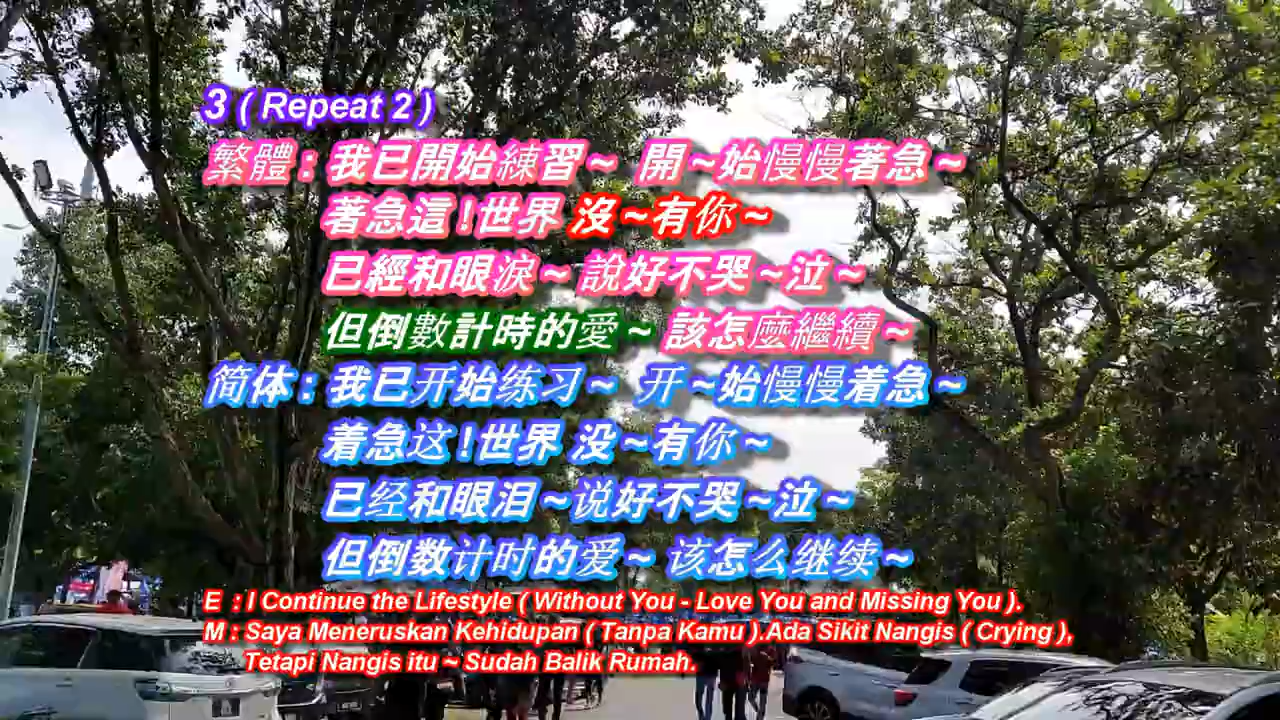 3 ( Repeat 2 )
繁體 : 我已開始練習 ~ 開 ~始慢慢著急 ~
著急這 ! 世界 沒 ~有你 ~
已經和眼淚 ~ 說好不哭 ~泣 ~
但倒數計時的愛 ~ 該怎麼繼續 ~
简体 : 我已开始练习 ~ 开 ~始慢慢着急 ~
着急这 ! 世界 没 ~有你 ~
已经和眼泪 ~说好不哭 ~泣 ~
但倒数计时的爱 ~ 该怎么继续 ~
E : I Continue the Lifestyle ( Without You - Love You and Missing You ).
M : Saya Meneruskan Kehidupan ( Tanpa Kamu ).Ada Sikit Nangis ( Crying ),
Tetapi Nangis itu ~ Sudah Balik Rumah.